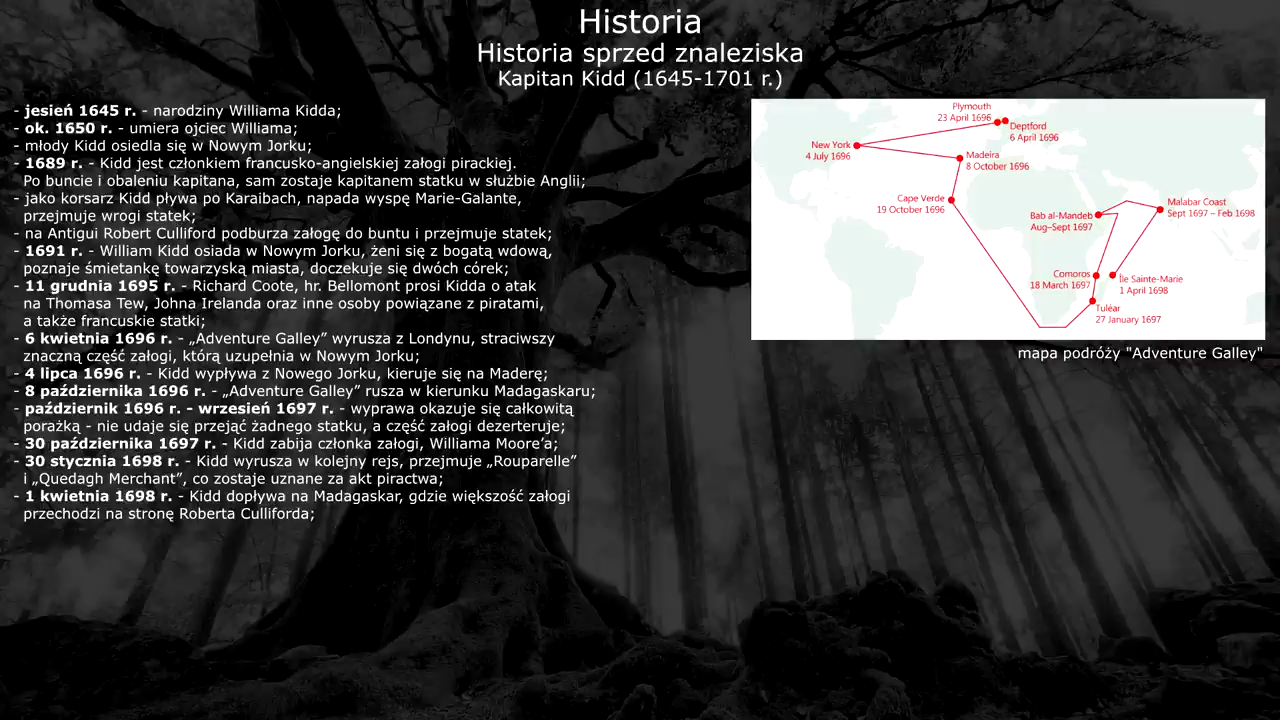 Historia
Historia sprzed znaleziska
Kapitan Kidd (1645-1701 r.)
- jesień 1645 r. - narodziny Williama Kidda;
- ok. 1650 r. - umiera ojciec Williama;
- młody Kidd osiedla się w Nowym Jorku;
- 1689 r. - Kidd jest członkiem francusko-angielskiej załogi pirackiej.
Po buncie i obaleniu kapitana, sam zostaje kapitanem statku w służbie Anglii;
- jako korsarz Kidd pływa po Karaibach, napada wyspę Marie-Galante,
przejmuje wrogi statek;
- na Antigui Robert Culliford podburza załogę do buntu i przejmuje statek;
- 1691 r. - William Kidd osiada w Nowym Jorku, żeni się z bogatą wdową,
poznaje śmietankę towarzyską miasta, doczekuje się dwóch córek;
- 11 grudnia 1695 r. - Richard Coote, hr. Bellomont prosi Kidda o atak
na Thomasa Tew, Johna Irelanda oraz inne osoby powiązane z piratami,
a także francuskie statki;
- 6 kwietnia 1696 r. - „Adventure Galley” wyrusza z Londynu, straciwszy
znaczną część załogi, którą uzupełnia w Nowym Jorku;
- 4 lipca 1696 r. - Kidd wypływa z Nowego Jorku, kieruje się na Maderę;
- 8 października 1696 r. - „Adventure Galley” rusza w kierunku Madagaskaru;
- październik 1696 r. - wrzesień 1697 r. - wyprawa okazuje się całkowitą
porażką - nie udaje się przejąć żadnego statku, a część załogi dezerteruje;
- 30 października 1697 r. - Kidd zabija członka załogi, Williama Moore’a;
- 30 stycznia 1698 r. - Kidd wyrusza w kolejny rejs, przejmuje „Rouparelle”
i „Quedagh Merchant”, co zostaje uznane za akt piractwa;
- 1 kwietnia 1698 r. - Kidd dopływa na Madagaskar, gdzie większość załogi
przechodzi na stronę Roberta Culliforda;
Plymouth
23 April 1696
Deptford
6 April 1696
New York
4 July 1696
Madeira
8 October 1696
Cape Verde
19 October 1696
Malabar Coast
Sept 1697 – Feb 1698
Bab al-Mandeb
Aug–Sept 1697
Comoros
18 March 1697
Île Sainte-Marie
1 April 1698
Tuléar
27 January 1697
mapa podróży "Adventure Galley"